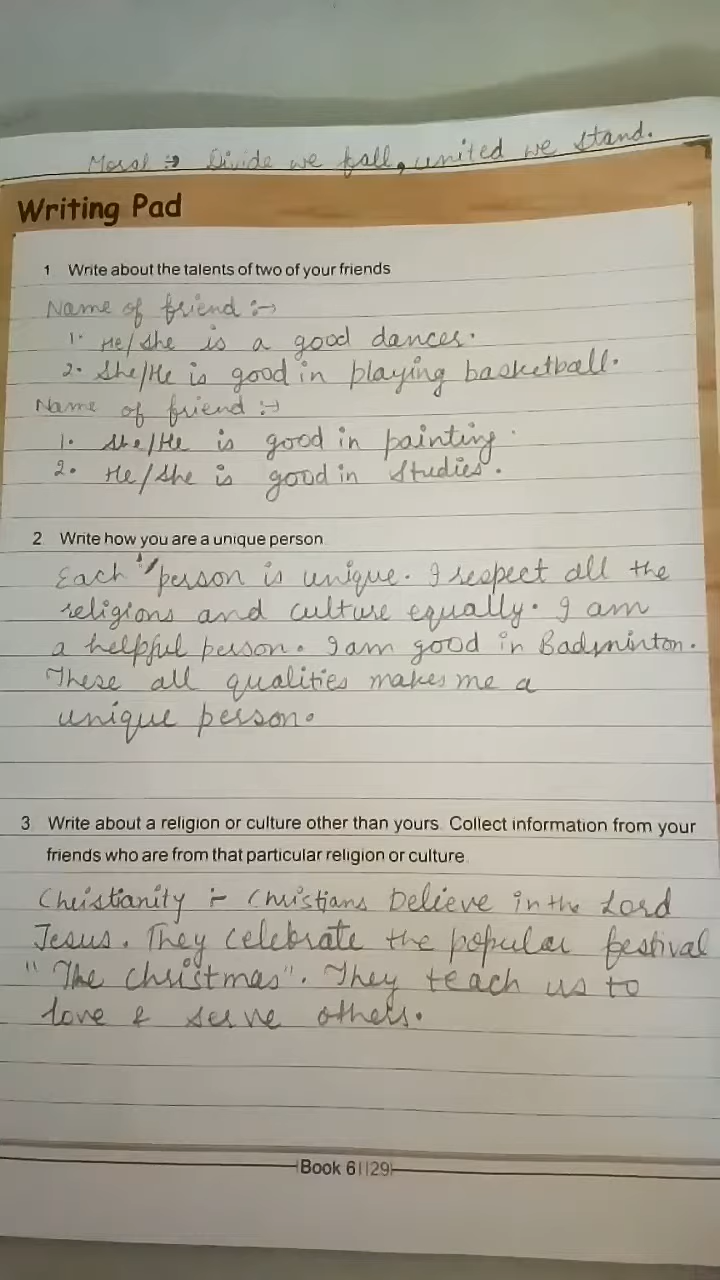 Moral :→ Divide we fall, united we stand.
Writing Pad
1 Write about the talents of two of your friends
Name of friend :→
1. He/she is a good dancer.
2. She/He is good in playing basketball.
Name of friend :→
1. She/He is good in painting.
2. He/she is good in studies.
2 Write how you are a unique person
Each person is unique. I respect all the
religions and culture equally. I am
a helpful person. I am good in Badminton.
These all qualities makes me a
unique person.
3 Write about a religion or culture other than yours. Collect information from your
friends who are from that particular religion or culture
Christianity :- Christians believe in the Lord
Jesus. They celebrate the popular festival
"The christmas". They teach us to
love & serve others.
Book 6||29|